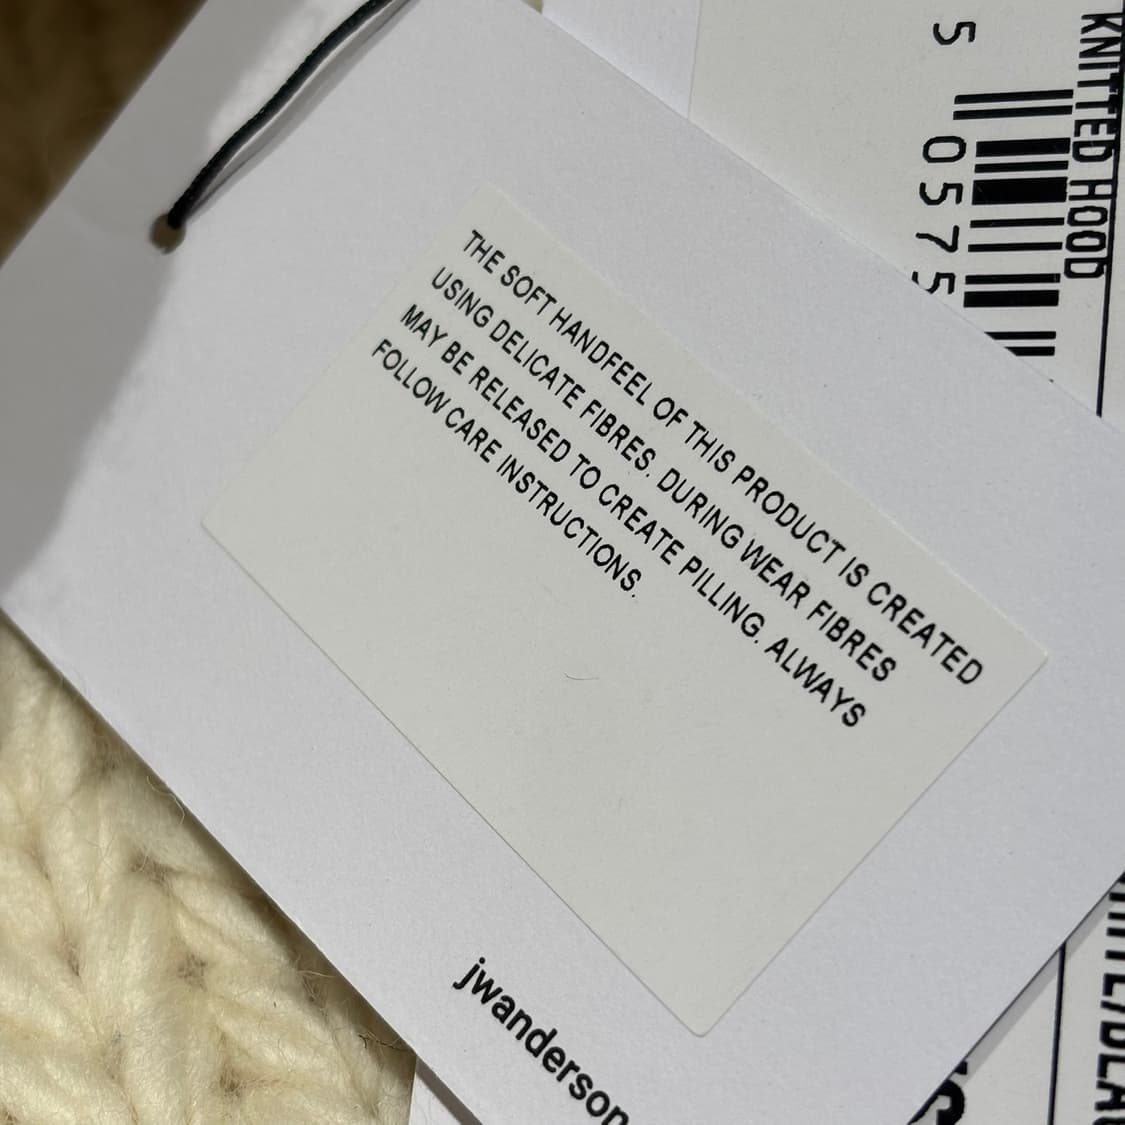 THE SOFT HANDFEEL OF THIS PRODUCT IS CREATED
USING DELICATE FIBRES. DURING WEAR FIBRES
MAY BE RELEASED TO CREATE PILLING. ALWAYS
FOLLOW CARE INSTRUCTIONS.
jwanderson
KNITTED HOOD
5 0575